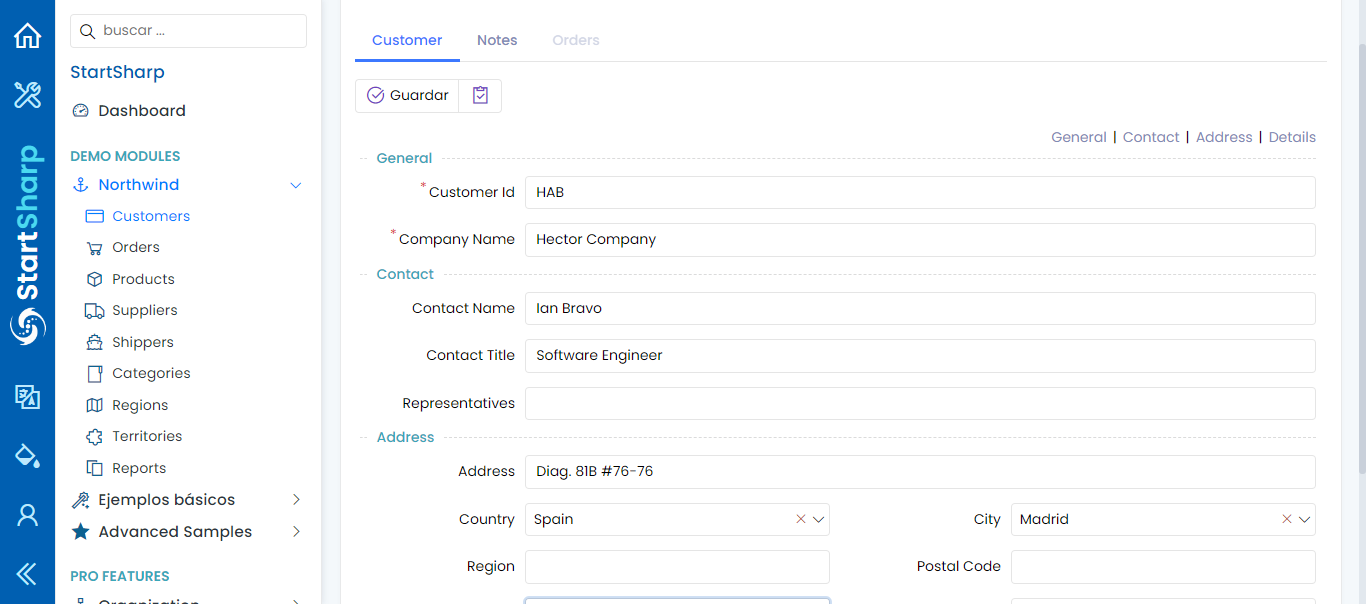 buscar ...
StartSharp
Dashboard
DEMO MODULES
Northwind
Customers
Orders
Products
Suppliers
Shippers
Categories
Regions
Territories
Reports
Ejemplos básicos
Advanced Samples
PRO FEATURES
Organization
StartSharp
Customer Notes Orders
Guardar
General | Contact | Address | Details
General
*Customer Id HAB
*Company Name Hector Company
Contact
Contact Name Ian Bravo
Contact Title Software Engineer
Representatives
Address
Address Diag. 81B #76-76
Country Spain City Madrid
Region Postal Code